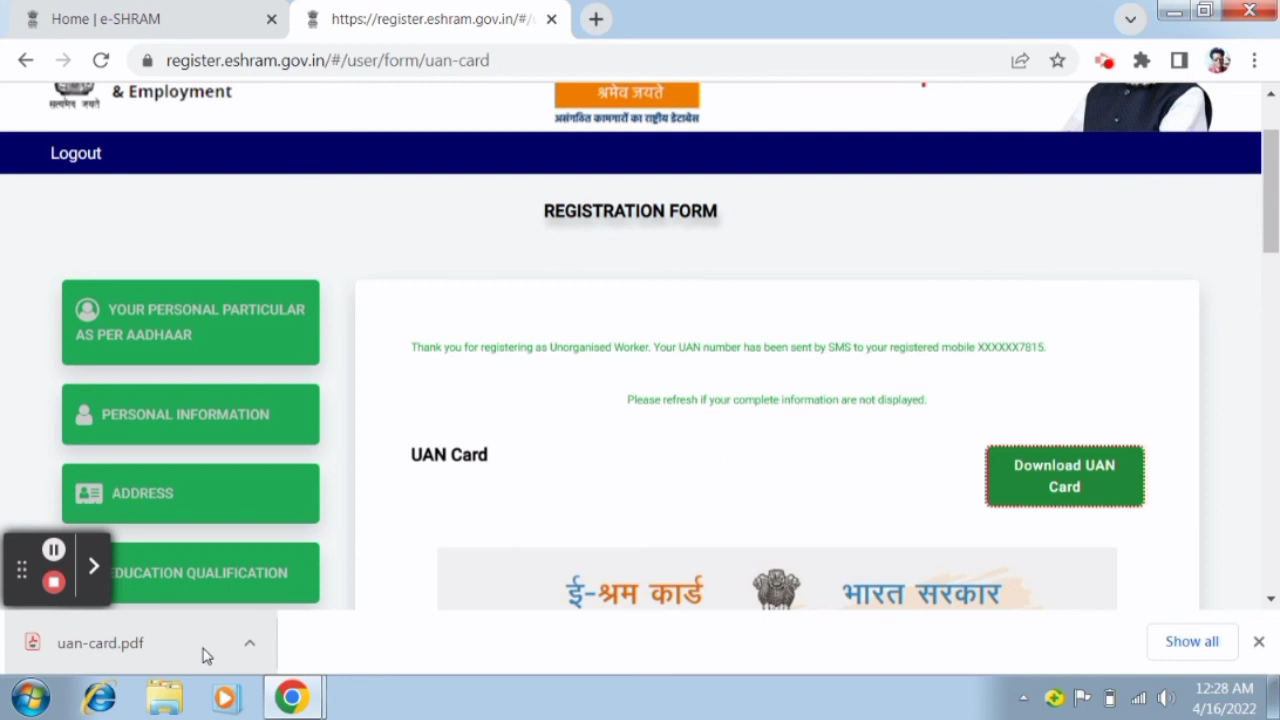 Home | e-SHRAM
https://register.eshram.gov.in/#/
register.eshram.gov.in/#/user/form/uan-card
सत्यमेव जयते
& Employment
श्रमेव जयते
असंगठित कामगारों का राष्ट्रीय डेटाबेस
Logout
REGISTRATION FORM
YOUR PERSONAL PARTICULAR
AS PER AADHAAR
PERSONAL INFORMATION
ADDRESS
EDUCATION QUALIFICATION
Thank you for registering as Unorganised Worker. Your UAN number has been sent by SMS to your registered mobile XXXXXX7815.
Please refresh if your complete information are not displayed.
UAN Card
Download UAN
Card
ई-श्रम कार्ड
भारत सरकार
uan-card.pdf
Show all
12:28 AM
4/16/2022